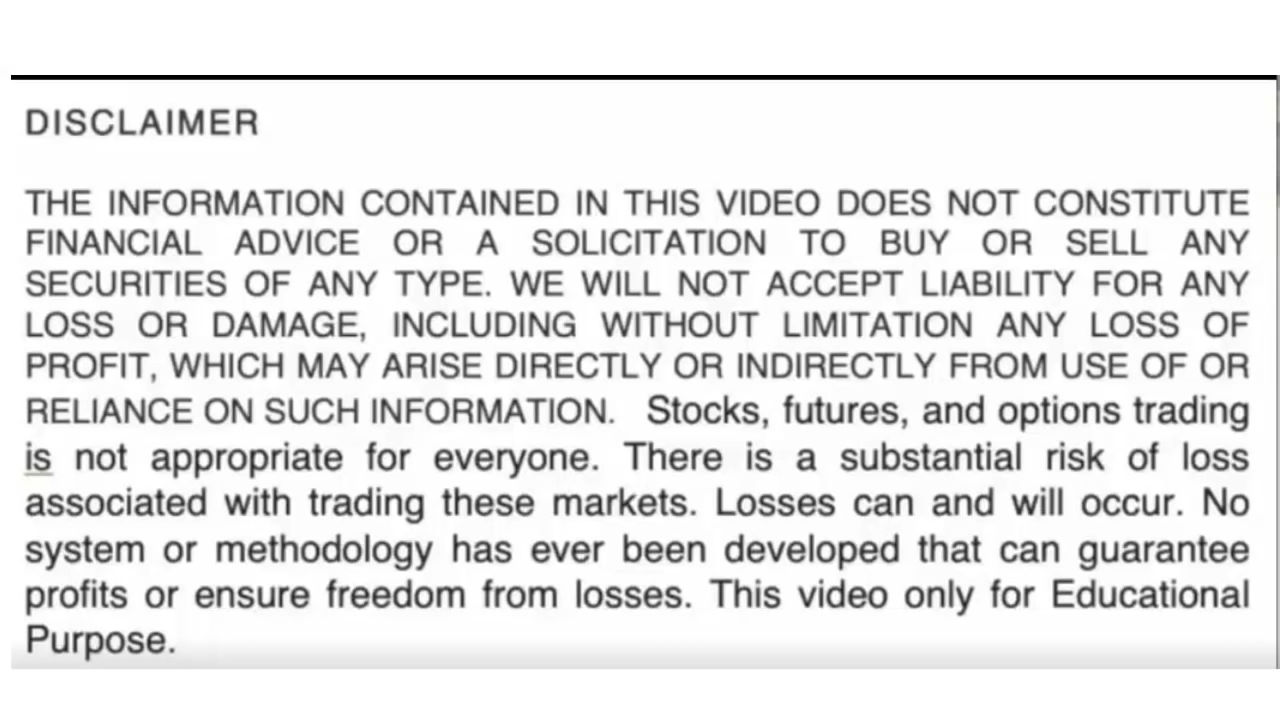 DISCLAIMER
THE INFORMATION CONTAINED IN THIS VIDEO DOES NOT CONSTITUTE
FINANCIAL ADVICE OR A SOLICITATION TO BUY OR SELL ANY
SECURITIES OF ANY TYPE. WE WILL NOT ACCEPT LIABILITY FOR ANY
LOSS OR DAMAGE, INCLUDING WITHOUT LIMITATION ANY LOSS OF
PROFIT, WHICH MAY ARISE DIRECTLY OR INDIRECTLY FROM USE OF OR
RELIANCE ON SUCH INFORMATION. Stocks, futures, and options trading
is not appropriate for everyone. There is a substantial risk of loss
associated with trading these markets. Losses can and will occur. No
system or methodology has ever been developed that can guarantee
profits or ensure freedom from losses. This video only for Educational
Purpose.